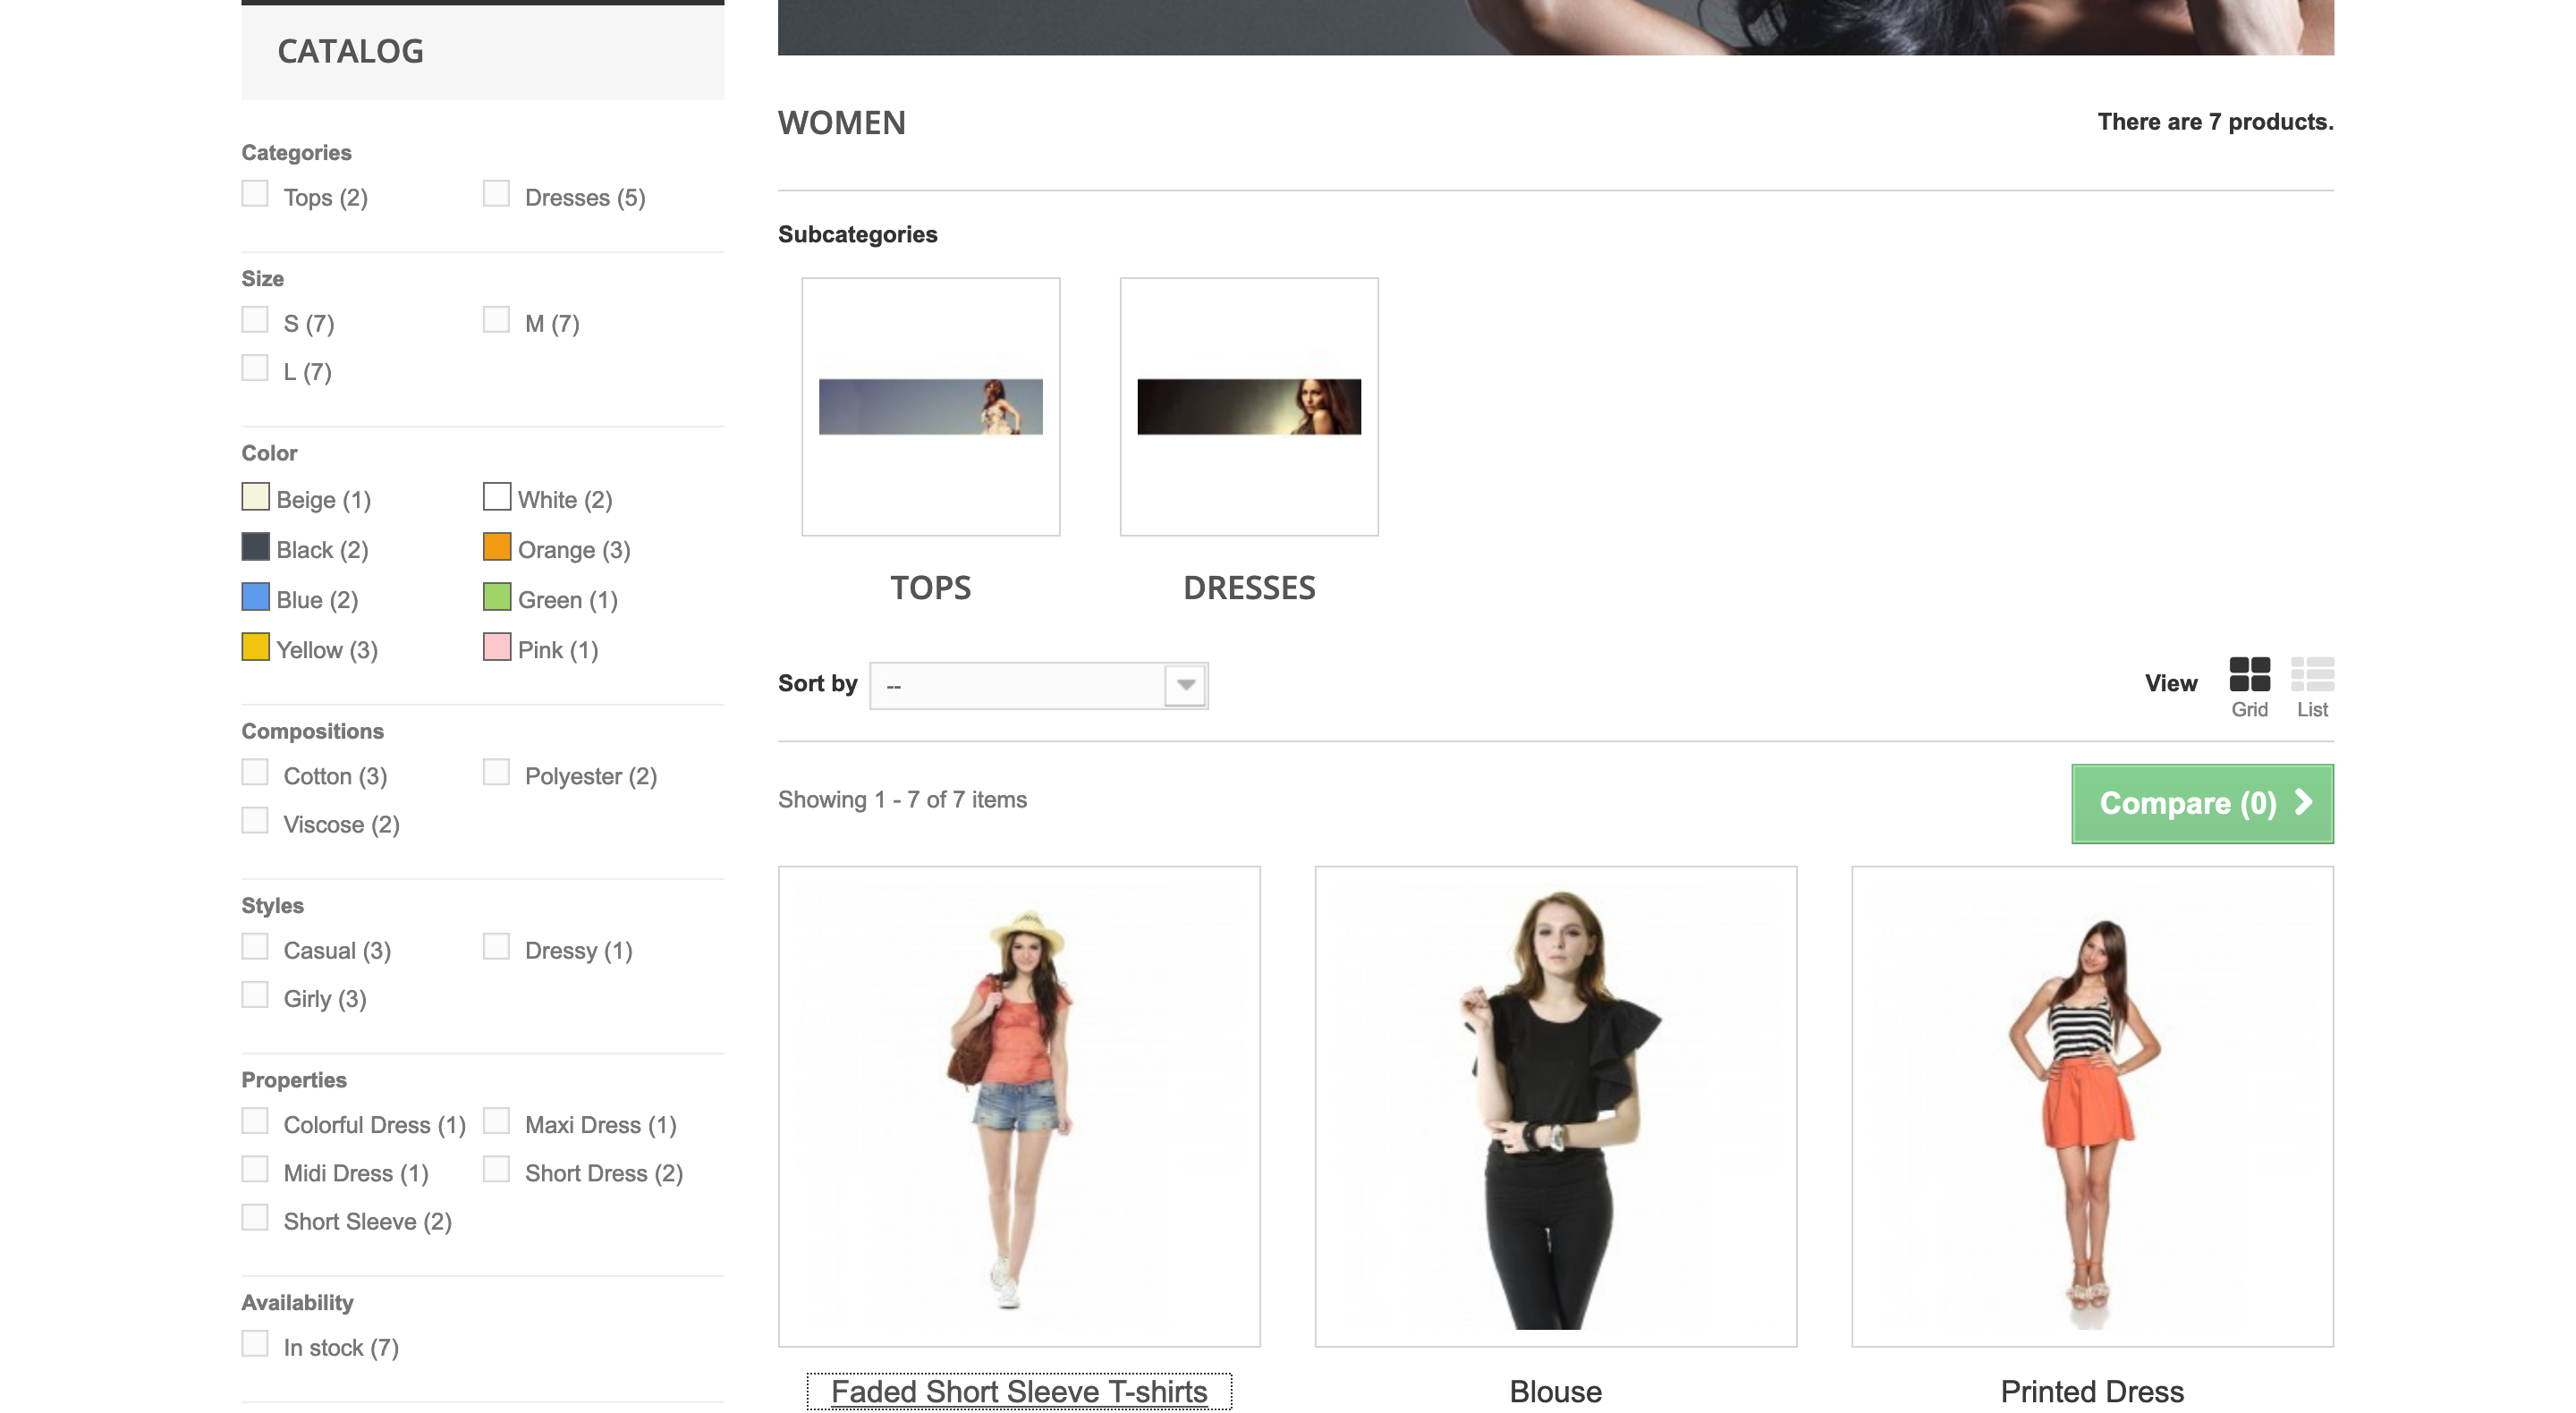 CATALOG
Categories
Tops (2)
Dresses (5)
Size
S (7)
M (7)
L (7)
Color
Beige (1)
White (2)
Black (2)
Orange (3)
Blue (2)
Green (1)
Yellow (3)
Pink (1)
Compositions
Cotton (3)
Polyester (2)
Viscose (2)
Styles
Casual (3)
Dressy (1)
Girly (3)
Properties
Colorful Dress (1)
Maxi Dress (1)
Midi Dress (1)
Short Dress (2)
Short Sleeve (2)
Availability
In stock (7)
WOMEN
There are 7 products.
Subcategories
TOPS
DRESSES
Sort by
--
View
Grid
List
Showing 1 - 7 of 7 items
Compare (0)
Faded Short Sleeve T-shirts
Blouse
Printed Dress